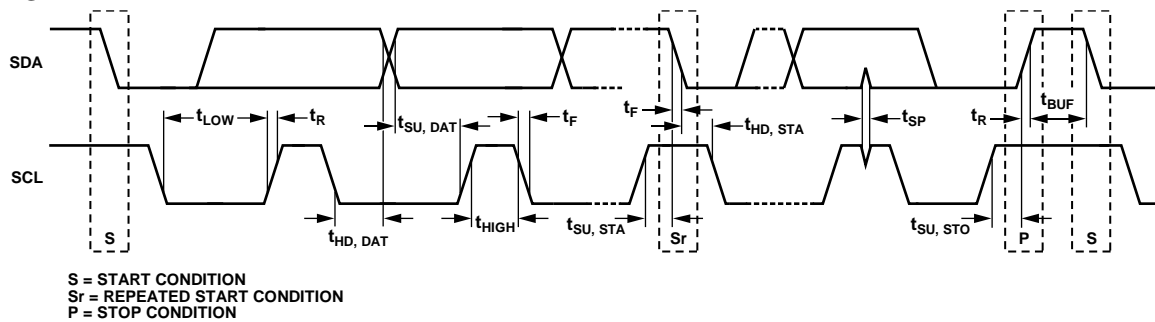 SDA
t_LOW
t_R
t_SU, DAT
t_F
t_F
t_HD, STA
t_SP
t_R
t_BUF
SCL
t_HD, DAT
t_HIGH
t_SU, STA
t_SU, STO
S
Sr
P
S
S = START CONDITION
Sr = REPEATED START CONDITION
P = STOP CONDITION